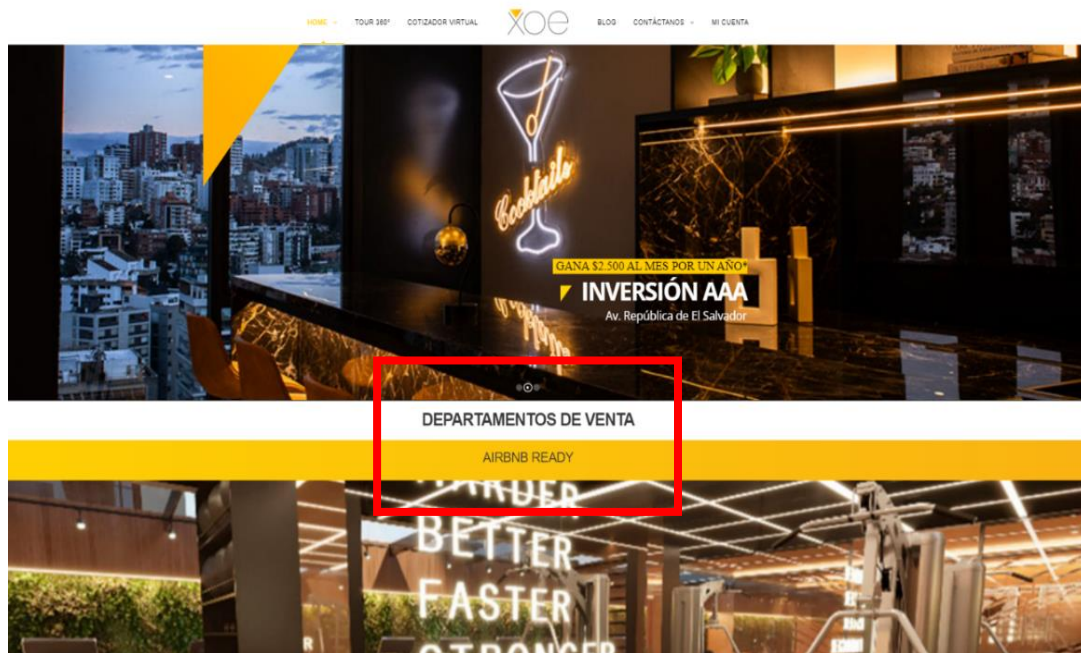 HOME
TOUR 360°
COTIZADOR VIRTUAL
XOE
BLOG
CONTÁCTANOS
MI CUENTA
Cocktails
GANA $2.500 AL MES POR UN AÑO*
INVERSIÓN AAA
Av. República de El Salvador
DEPARTAMENTOS DE VENTA
AIRBNB READY
HARDER
BETTER
FASTER
STRONGER